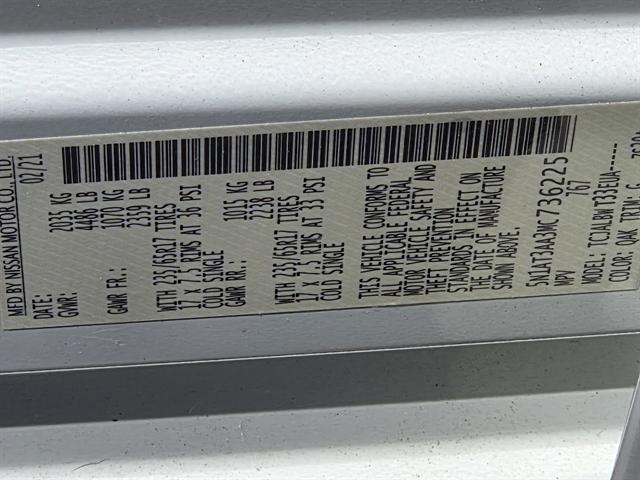 MFD BY NISSAN MOTOR CO., LTD.
DATE: 02/21
GVWR: 2035 KG
4486 LB
GAWR FR: 1070 KG
2359 LB
WITH 235/65R17 TIRES
17 X 7.5 RIMS AT 36 PSI
COLD SINGLE
GAWR RR: 1015 KG
2238 LB
WITH 235/65R17 TIRES
17 X 7.5 RIMS AT 33 PSI
COLD SINGLE
THIS VEHICLE CONFORMS TO
ALL APPLICABLE FEDERAL
MOTOR VEHICLE SAFETY AND
THEFT PREVENTION
STANDARDS IN EFFECT ON
THE DATE OF MANUFACTURE
SHOWN ABOVE.
5N1AT3AA3MC736225
MPV 767
MODEL: TCJALBWT33EUA-----
COLOR: QAK TRIM: G